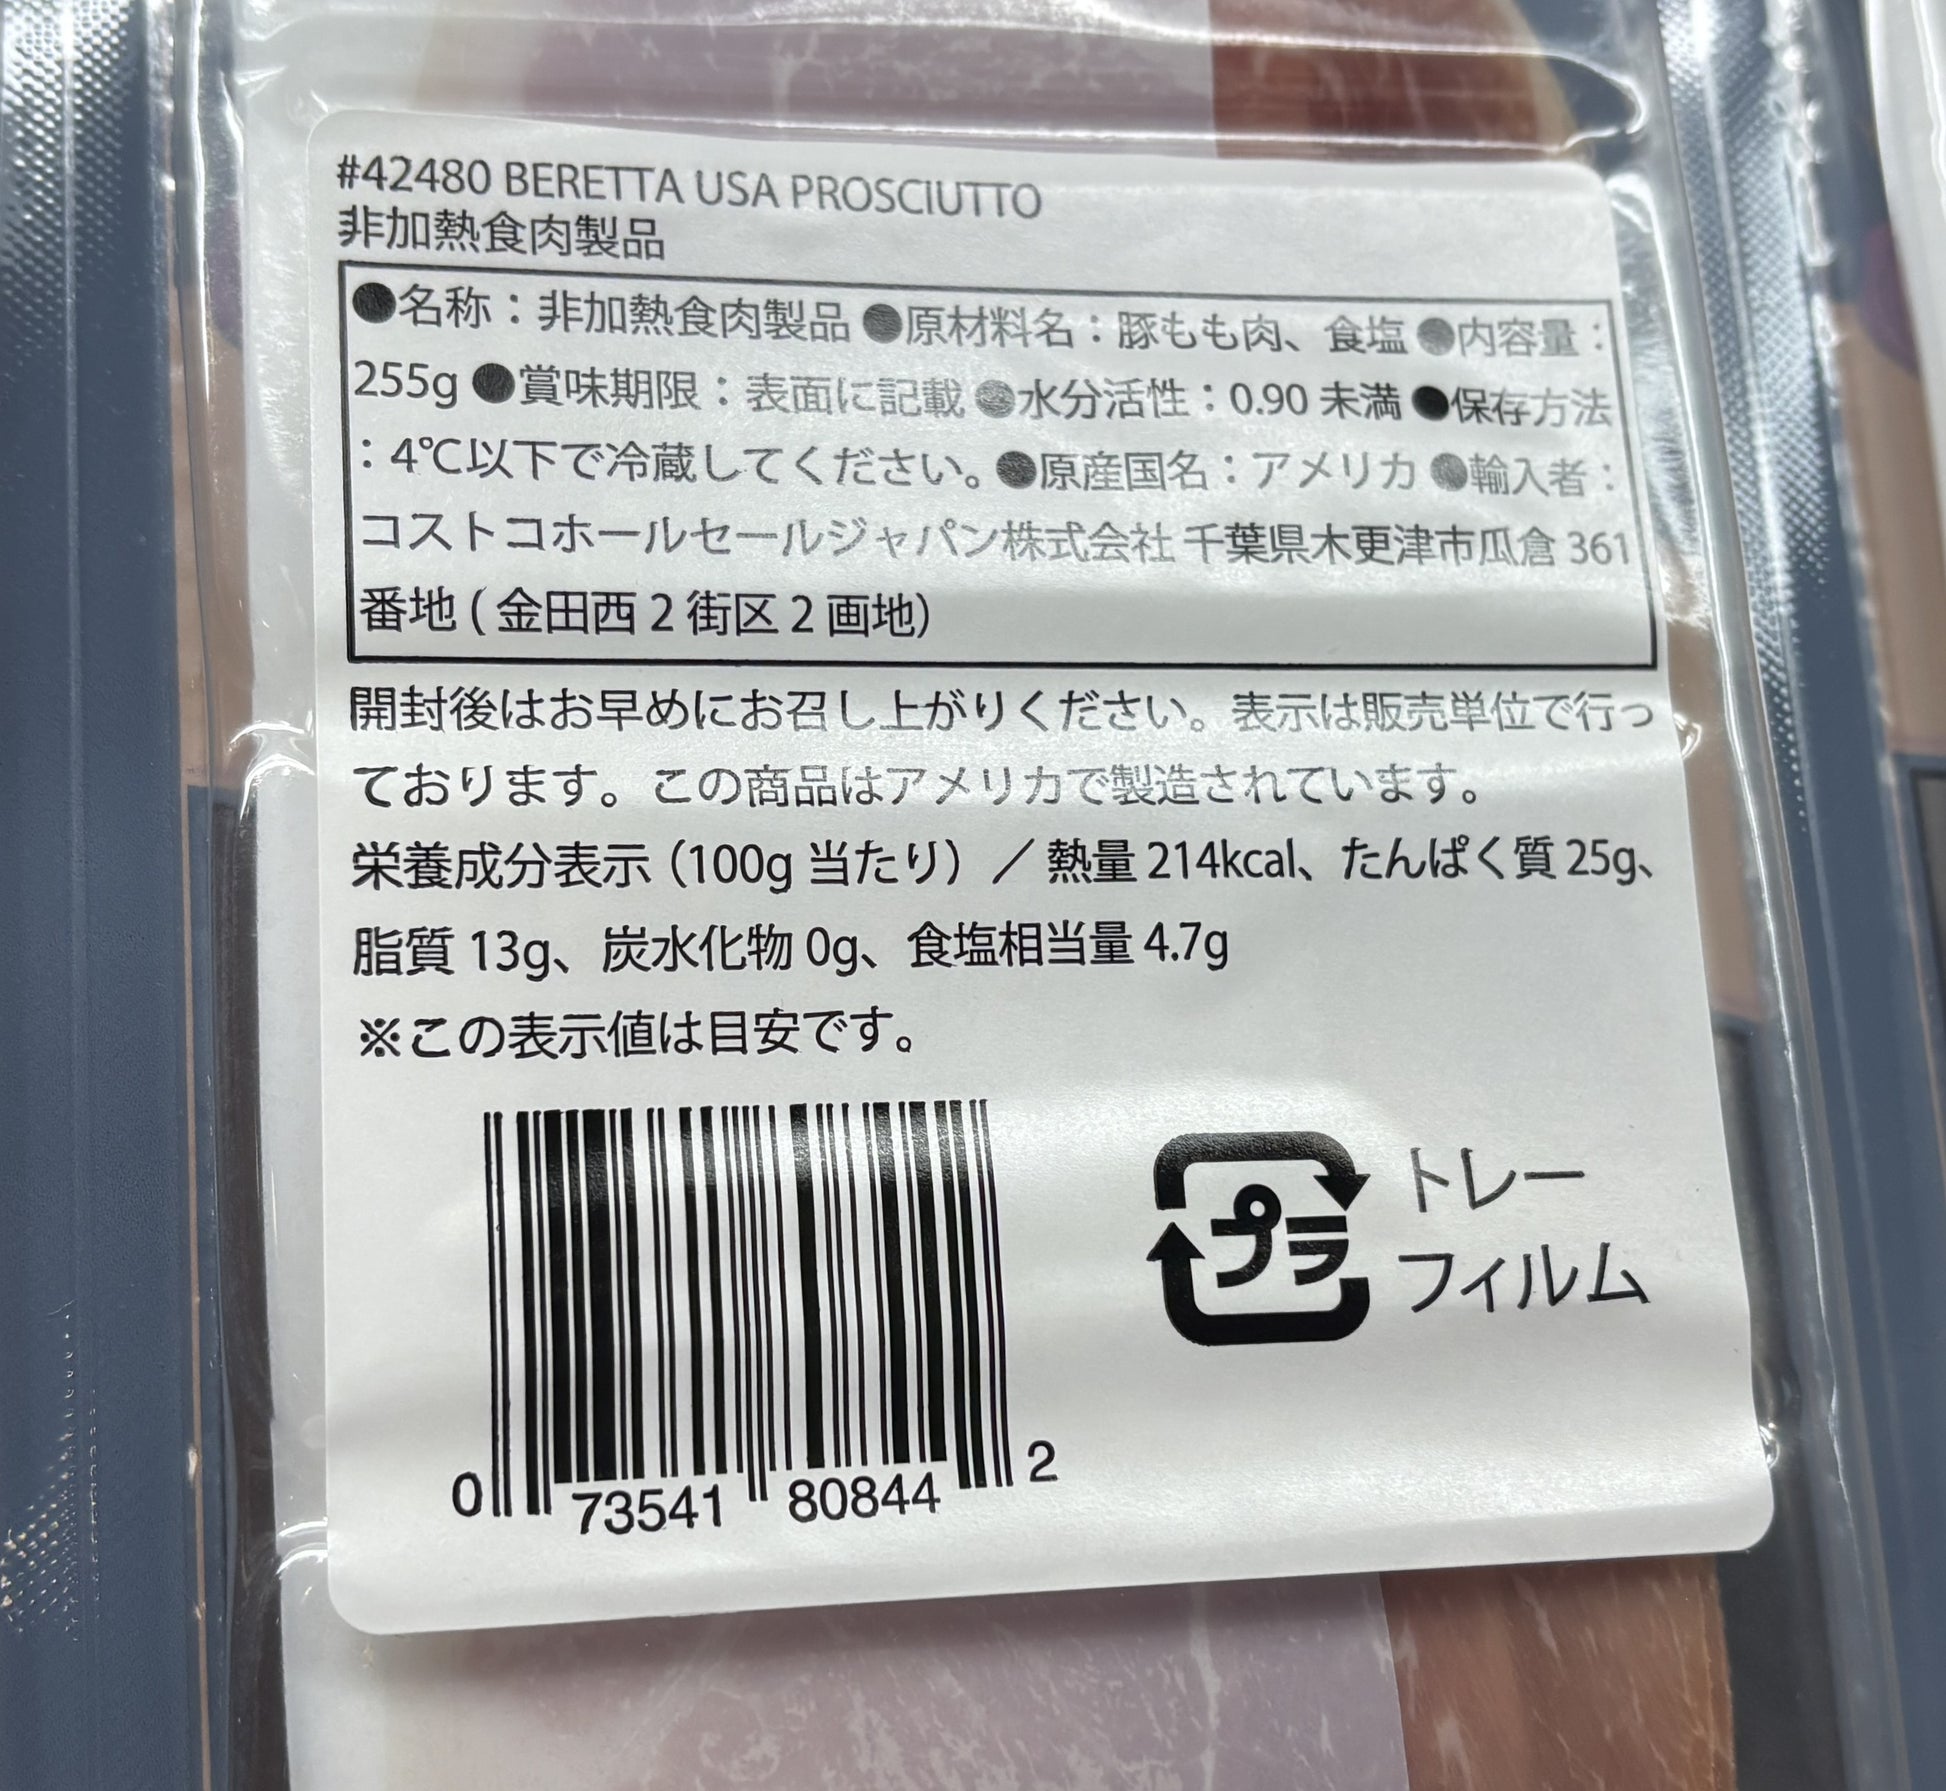 #42480 BERETTA USA PROSCIUTTO
非加熱食肉製品
●名称：非加熱食肉製品 ●原材料名：豚もも肉、食塩 ●内容量：
255g ●賞味期限：表面に記載 ●水分活性：0.90 未満 ●保存方法
：4℃以下で冷蔵してください。●原産国名：アメリカ ●輸入者：
コストコホールセールジャパン株式会社 千葉県木更津市瓜倉 361
番地 ( 金田西 2 街区 2 画地)
開封後はお早めにお召し上がりください。表示は販売単位で行っ
ております。この商品はアメリカで製造されています。
栄養成分表示（100g 当たり）／ 熱量 214kcal、たんぱく質 25g、
脂質 13g、炭水化物 0g、食塩相当量 4.7g
※この表示値は目安です。
プラ
トレー
フィルム
0 73541 80844 2